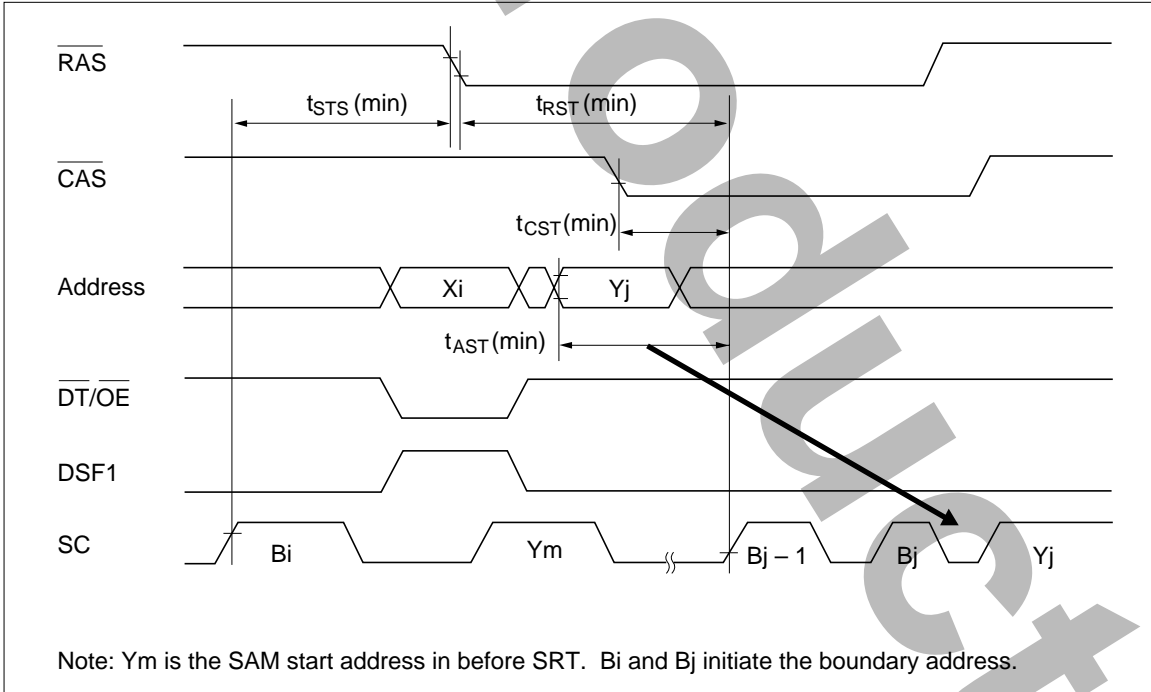 RAS
tSTS (min)
tRST (min)
CAS
tCST (min)
Address
Xi
Yj
tAST (min)
DT/OE
DSF1
SC
Bi
Ym
Bj – 1
Bj
Yj
Note: Ym is the SAM start address in before SRT. Bi and Bj initiate the boundary address.
oduct